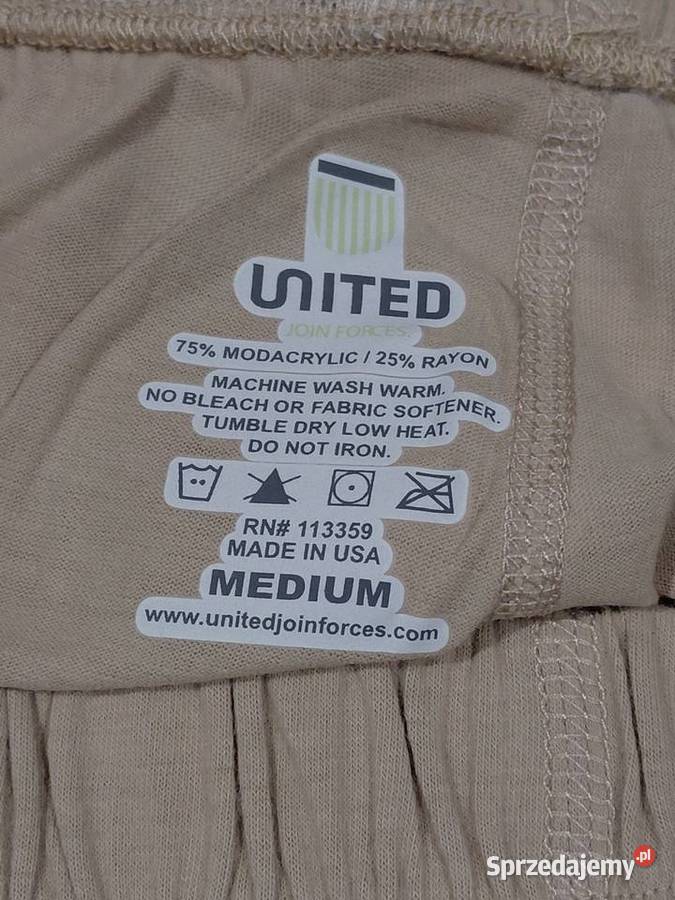 UNITED
JOIN FORCES.
75% MODACRYLIC / 25% RAYON
MACHINE WASH WARM.
NO BLEACH OR FABRIC SOFTENER.
TUMBLE DRY LOW HEAT.
DO NOT IRON.
RN# 113359
MADE IN USA
MEDIUM
www.unitedjoinforces.com
Sprzedajemy.pl